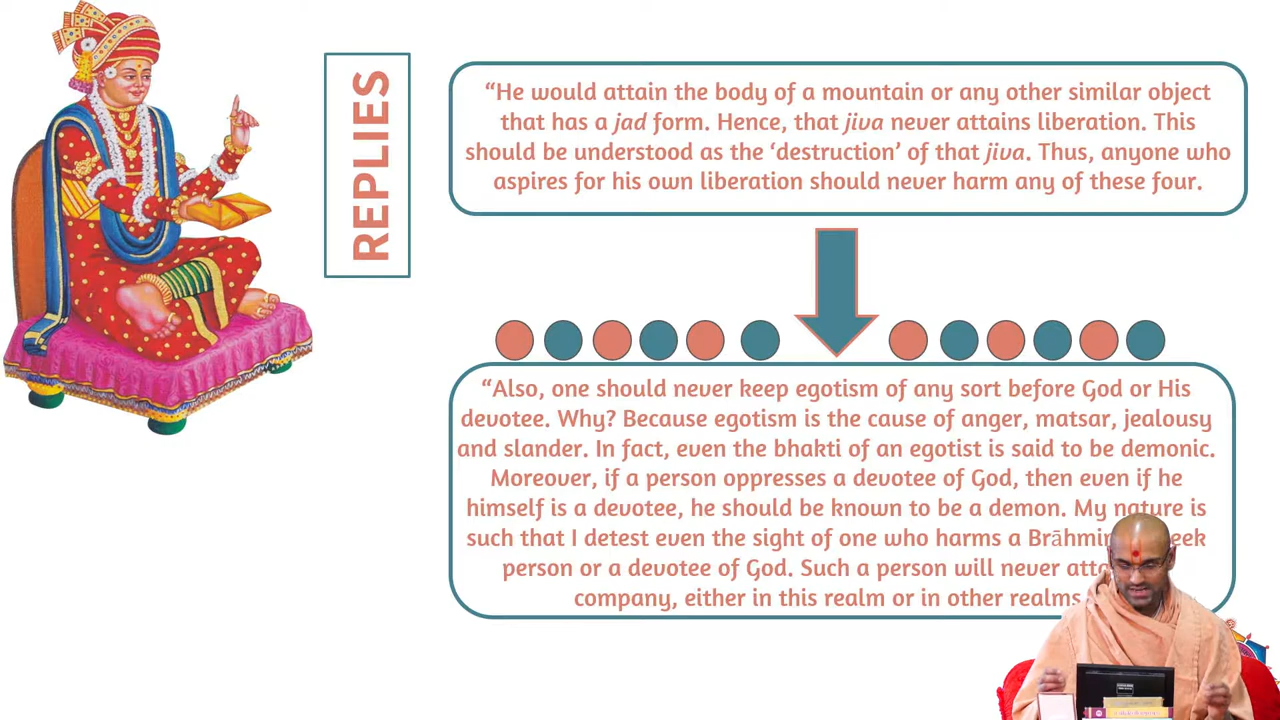 REPLIES
“He would attain the body of a mountain or any other similar object
that has a jad form. Hence, that jiva never attains liberation. This
should be understood as the ‘destruction’ of that jiva. Thus, anyone who
aspires for his own liberation should never harm any of these four.
“Also, one should never keep egotism of any sort before God or His
devotee. Why? Because egotism is the cause of anger, matsar, jealousy
and slander. In fact, even the bhakti of an egotist is said to be demonic.
Moreover, if a person oppresses a devotee of God, then even if he
himself is a devotee, he should be known to be a demon. My nature is
such that I detest even the sight of one who harms a
person or a devotee of God. Such a person will never
company, either in this realm or in other realms